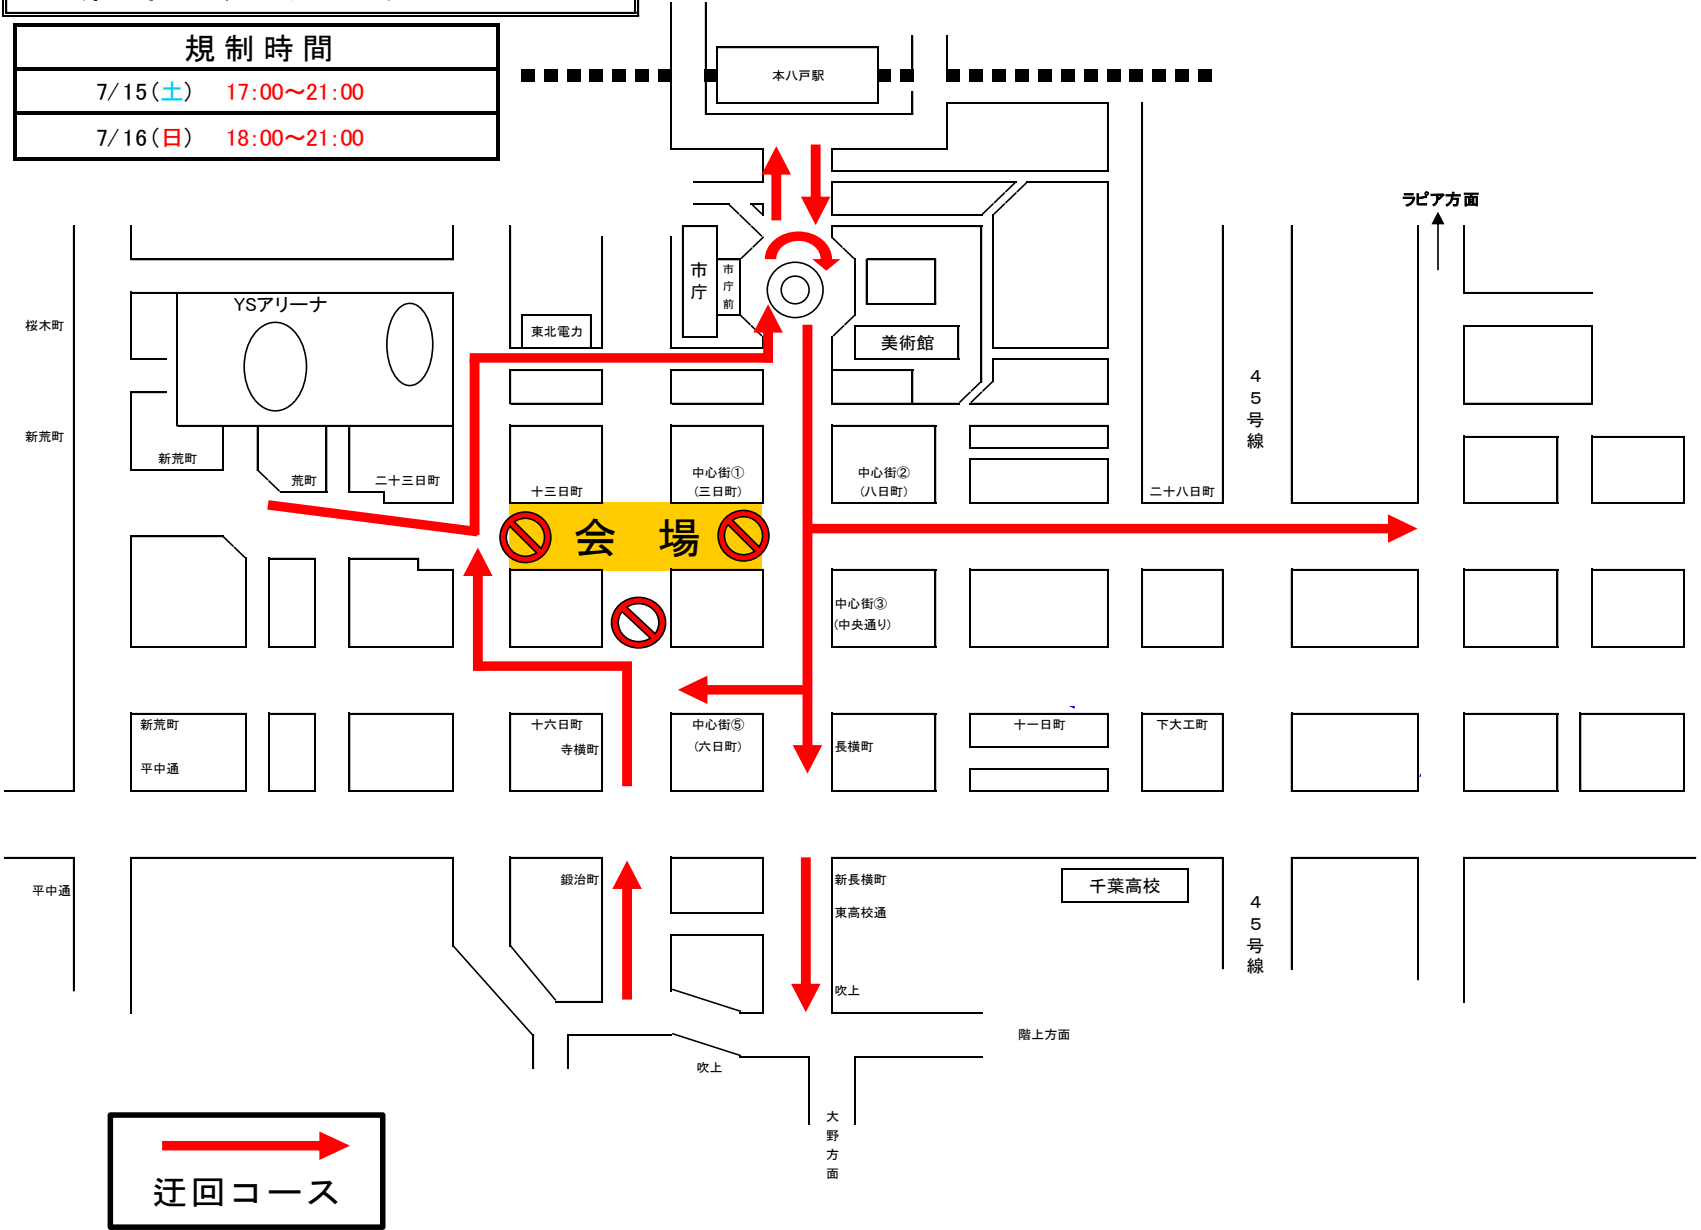 規制時間
7/15(土) 17:00～21:00
7/16(日) 18:00～21:00
本八戸駅
ラピア方面
市庁
市庁前
YSアリーナ
桜木町
東北電力
美術館
45号線
新荒町
新荒町
荒町
二十三日町
十三日町
中心街①
(三日町)
中心街②
(八日町)
二十八日町
会場
中心街③
(中央通り)
新荒町
平中通
十六日町
寺横町
中心街⑤
(六日町)
長横町
十一日町
下大工町
平中通
鍛冶町
新長横町
東高校通
千葉高校
45号線
吹上
階上方面
吹上
大野方面
迂回コース